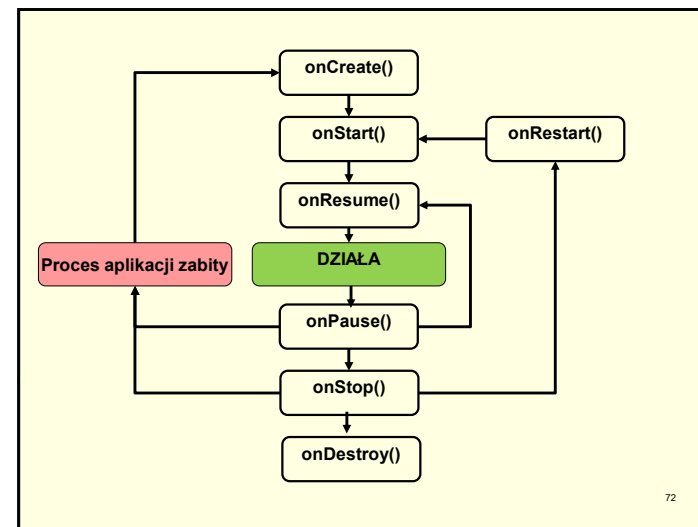 onCreate()
onStart()
onRestart()
onResume()
Proces aplikacji zabity
DZIAŁA
onPause()
onStop()
onDestroy()
72